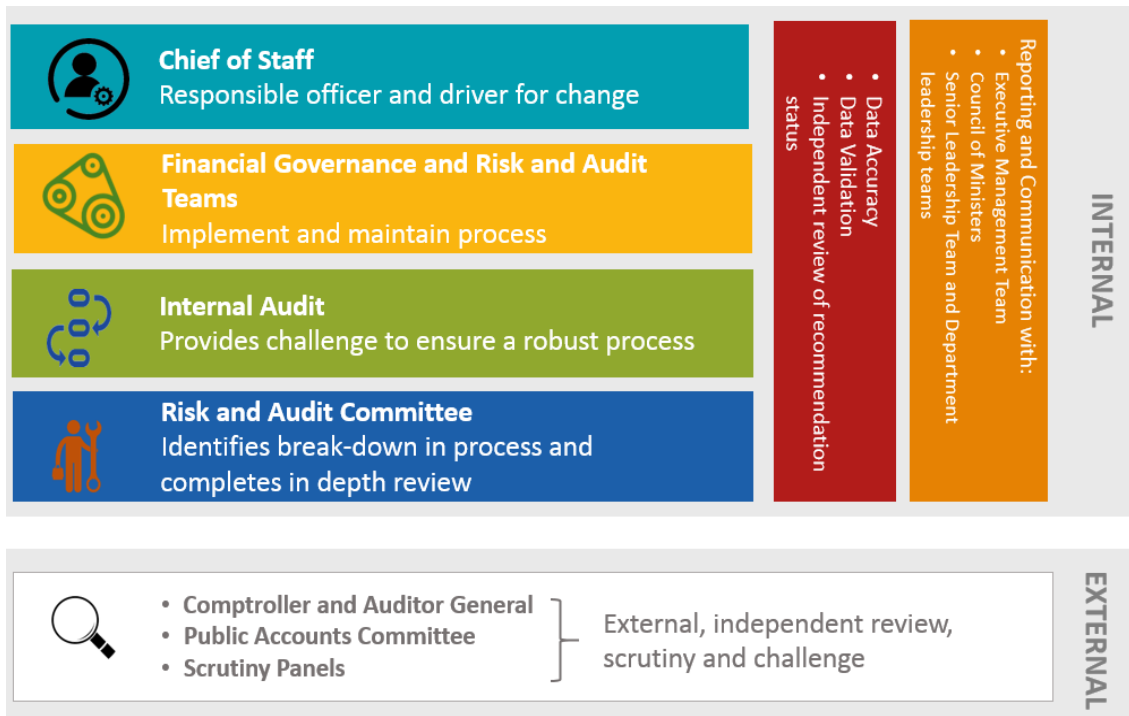 Chief of Staff
Responsible officer and driver for change
Financial Governance and Risk and Audit
Teams
Implement and maintain process
Internal Audit
Provides challenge to ensure a robust process
Risk and Audit Committee
Identifies break-down in process and
completes in depth review
• Data Accuracy
• Data Validation
• Independent review of recommendation
status
Reporting and Communication with:
• Executive Management Team
• Council of Ministers
• Senior Leadership Team and Department
leadership teams
INTERNAL
• Comptroller and Auditor General
• Public Accounts Committee
• Scrutiny Panels
External, independent review,
scrutiny and challenge
EXTERNAL